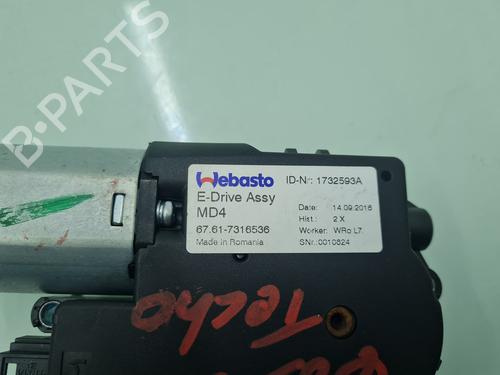 B-PARTS
Webasto
ID-Nr: 1732593A
E-Drive Assy
MD4
67.61-7316536
Made in Romania
Date: 14.09.2016
Hist.: 2 X
Worker: WRo L7
SNr.:0010824
Techo